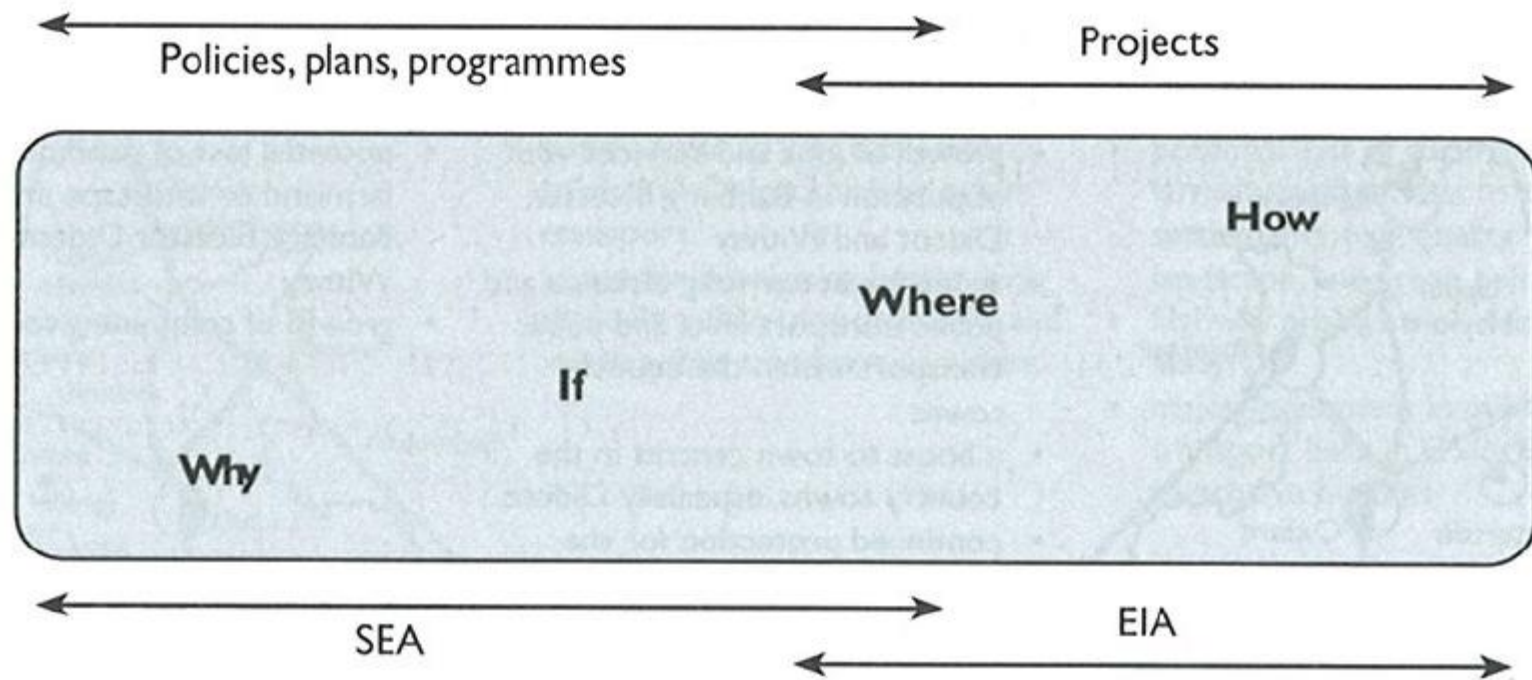 Policies, plans, programmes
Projects
How
Where
If
Why
SEA
EIA